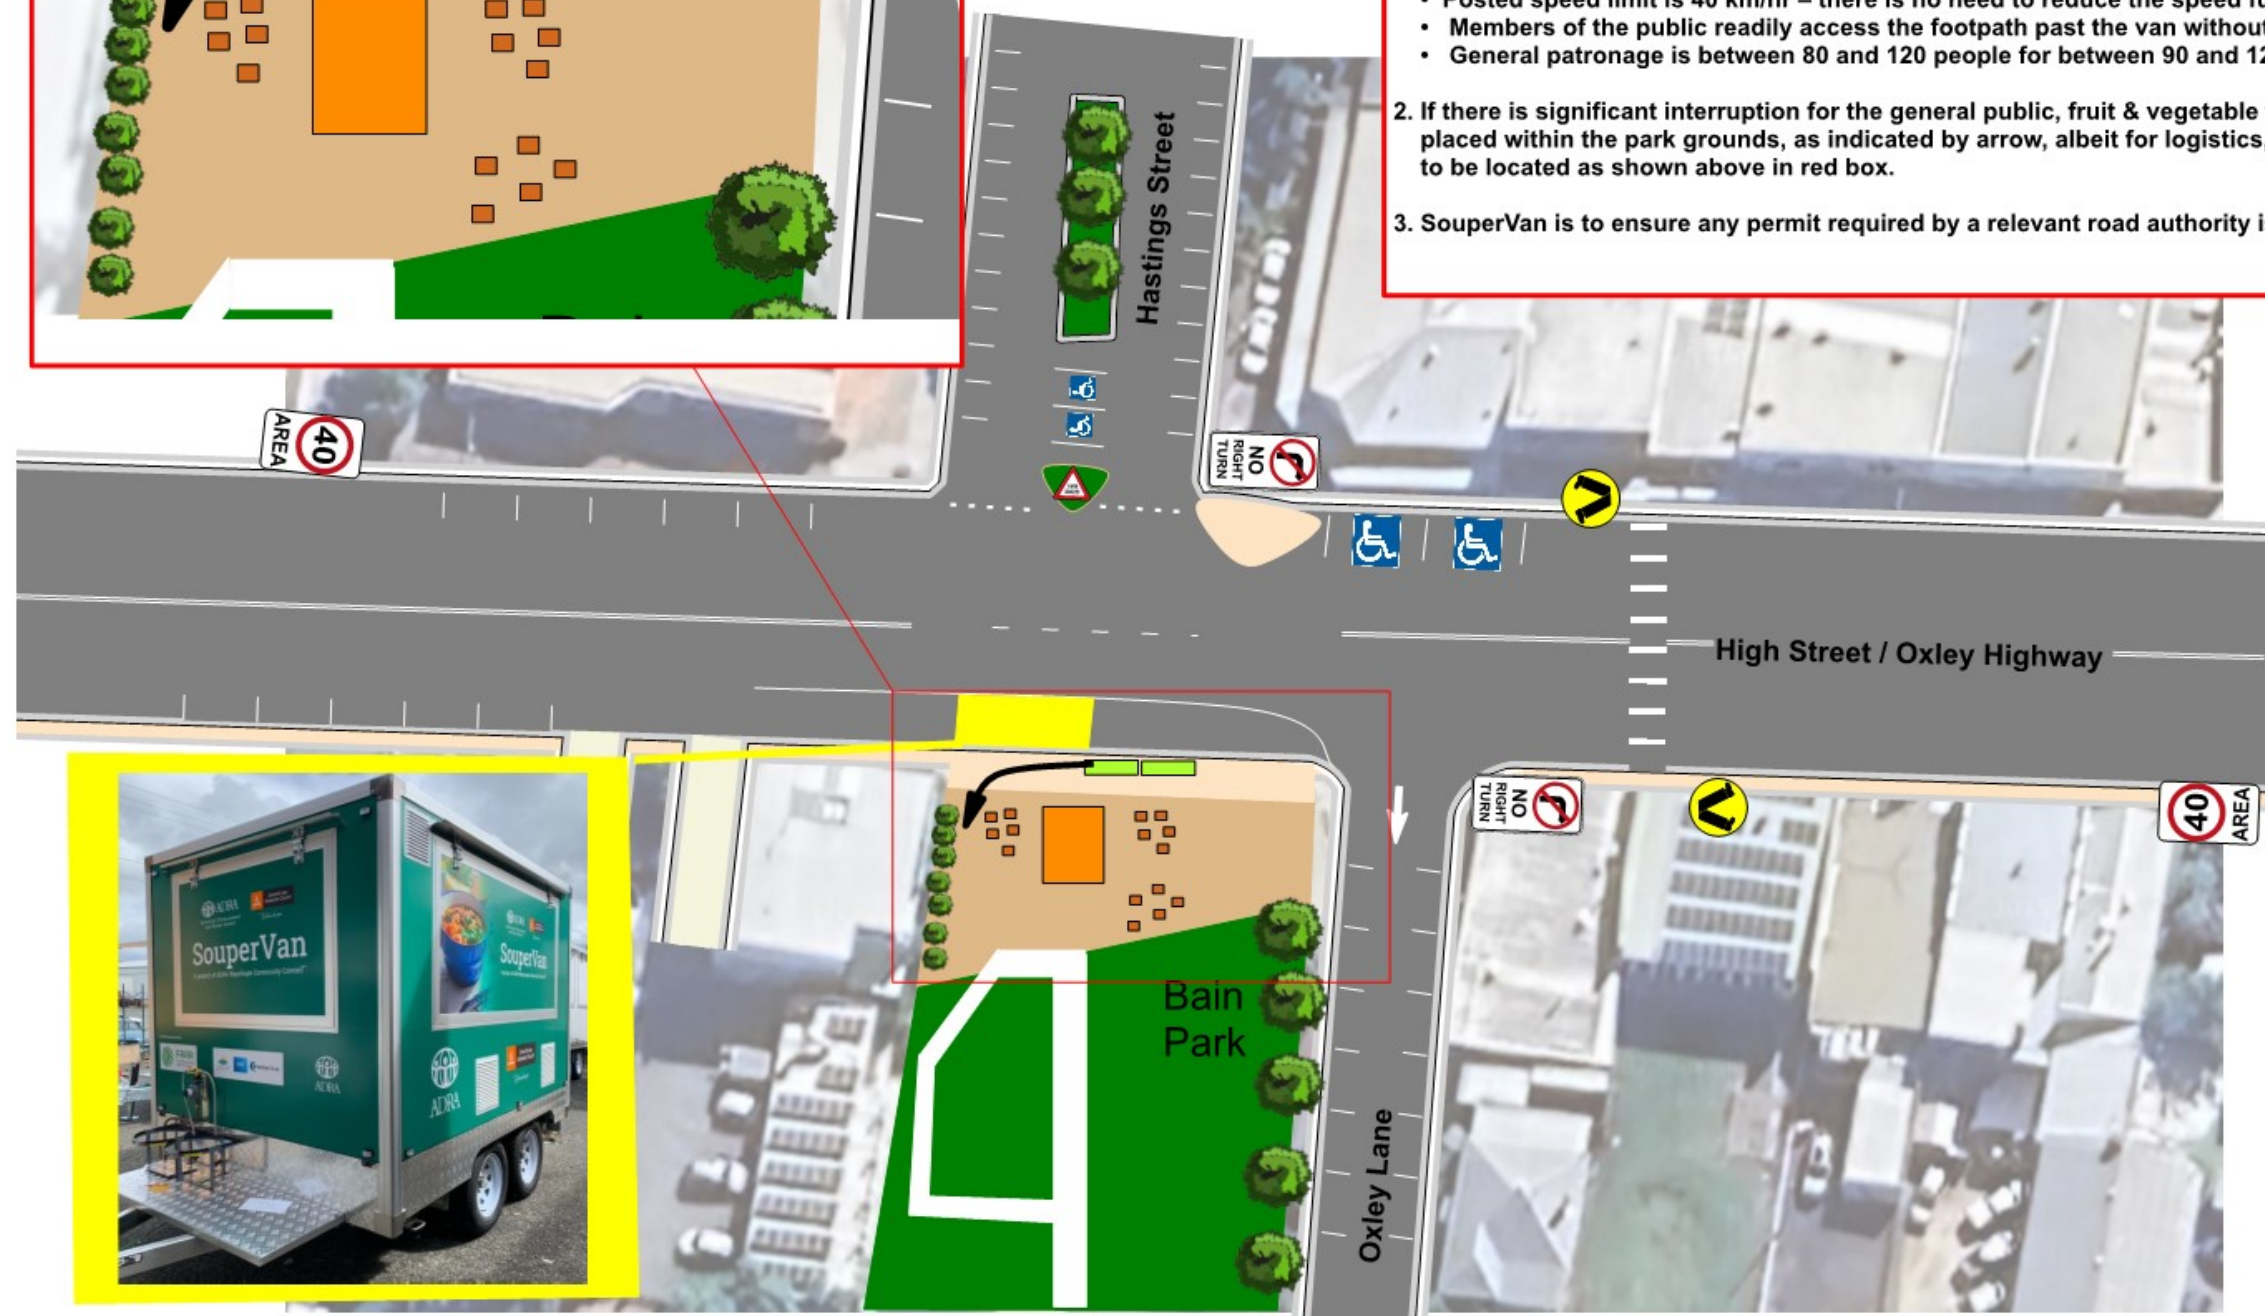 Posted speed limit is 40 km/hr – there is no need to reduce the speed
• Members of the public readily access the footpath past the van without
• General patronage is between 80 and 120 people for between 90 and
2. If there is significant interruption for the general public, fruit & vegetable
placed within the park grounds, as indicated by arrow, albeit for logistics,
to be located as shown above in red box.
3. SouperVan is to ensure any permit required by a relevant road authority
Hastings Street
40
AREA
NO
RIGHT
TURN
High Street / Oxley Highway
NO
RIGHT
TURN
40
AREA
Bain
Park
Oxley Lane
ADRA
SouperVan
SouperVan
ADRA
ADRA